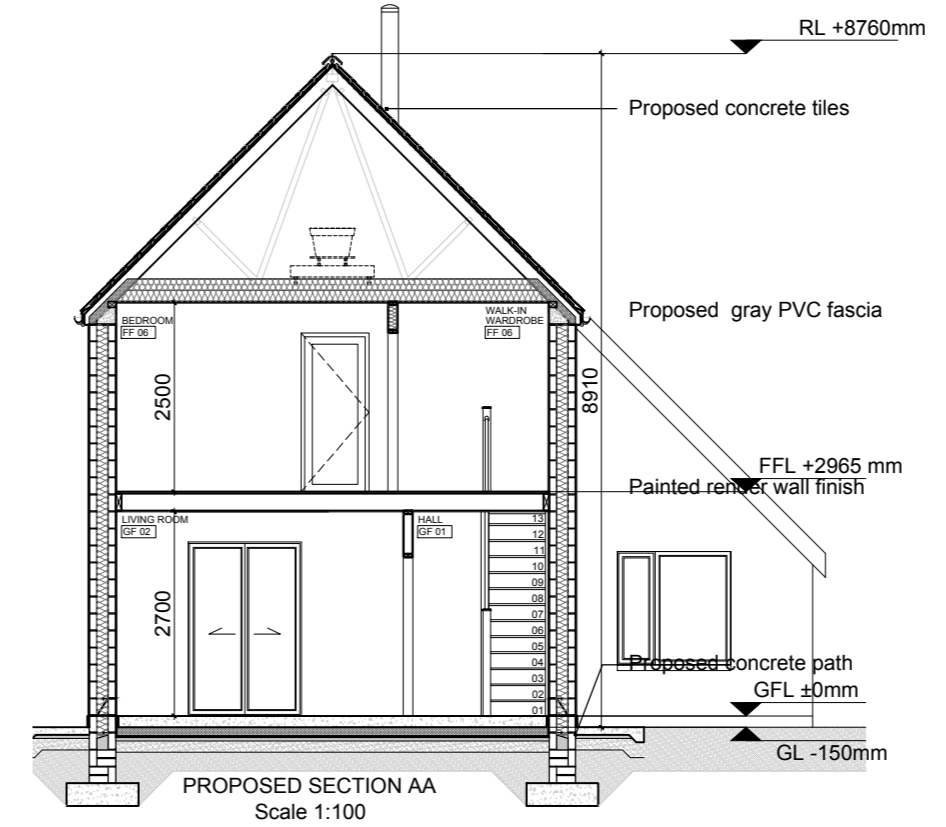 RL +8760mm
Proposed concrete tiles
Proposed gray PVC fascia
BEDROOM
FF 06
WALK-IN
WARDROBE
FF 06
2500
8910
FFL +2965 mm
Painted render wall finish
LIVING ROOM
GF 02
HALL
GF 01
13
12
11
10
09
08
07
06
05
04
03
02
01
2700
Proposed concrete path
GFL ±0mm
GL -150mm
PROPOSED SECTION AA
Scale 1:100